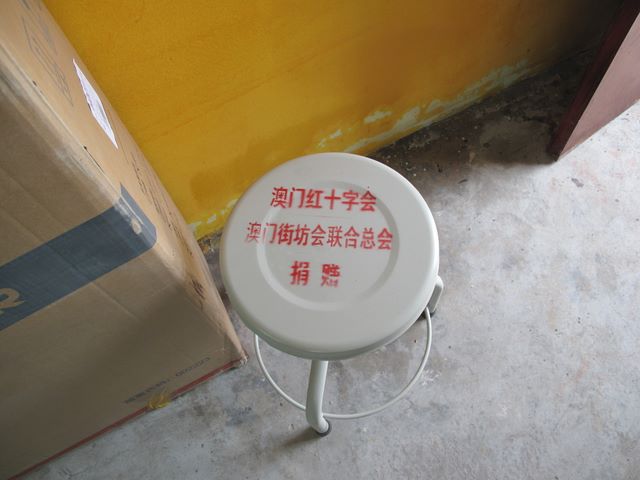 澳门红十字会
澳门街坊会联合总会
捐 赠